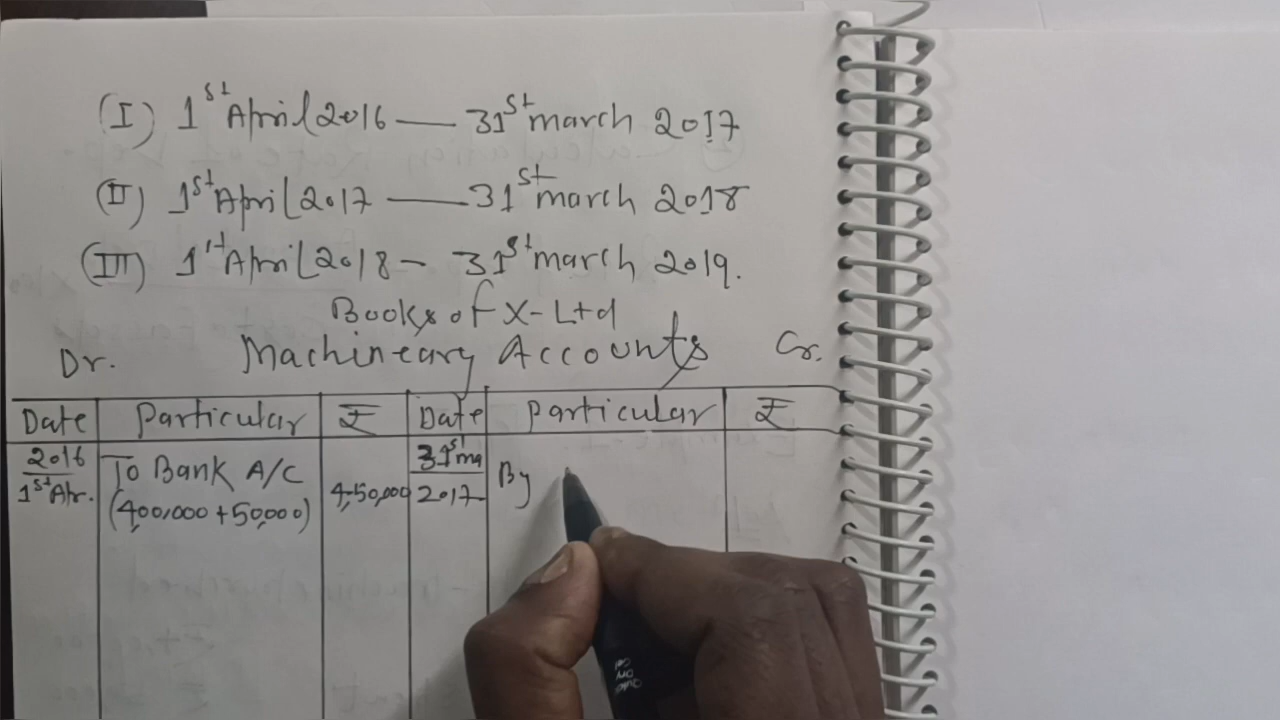 (I) 1st April 2016 — 31st march 2017
(II) 1st April 2017 — 31st march 2018
(III) 1st April 2018 - 31st march 2019.
Books of X-Ltd
Dr. Machineary Accounts Cr.
Date Particular ₹ Date Particular ₹
2016 To Bank A/C 31st ma By
1st Apr. (400,000 + 50,000) 4,50,000 2017